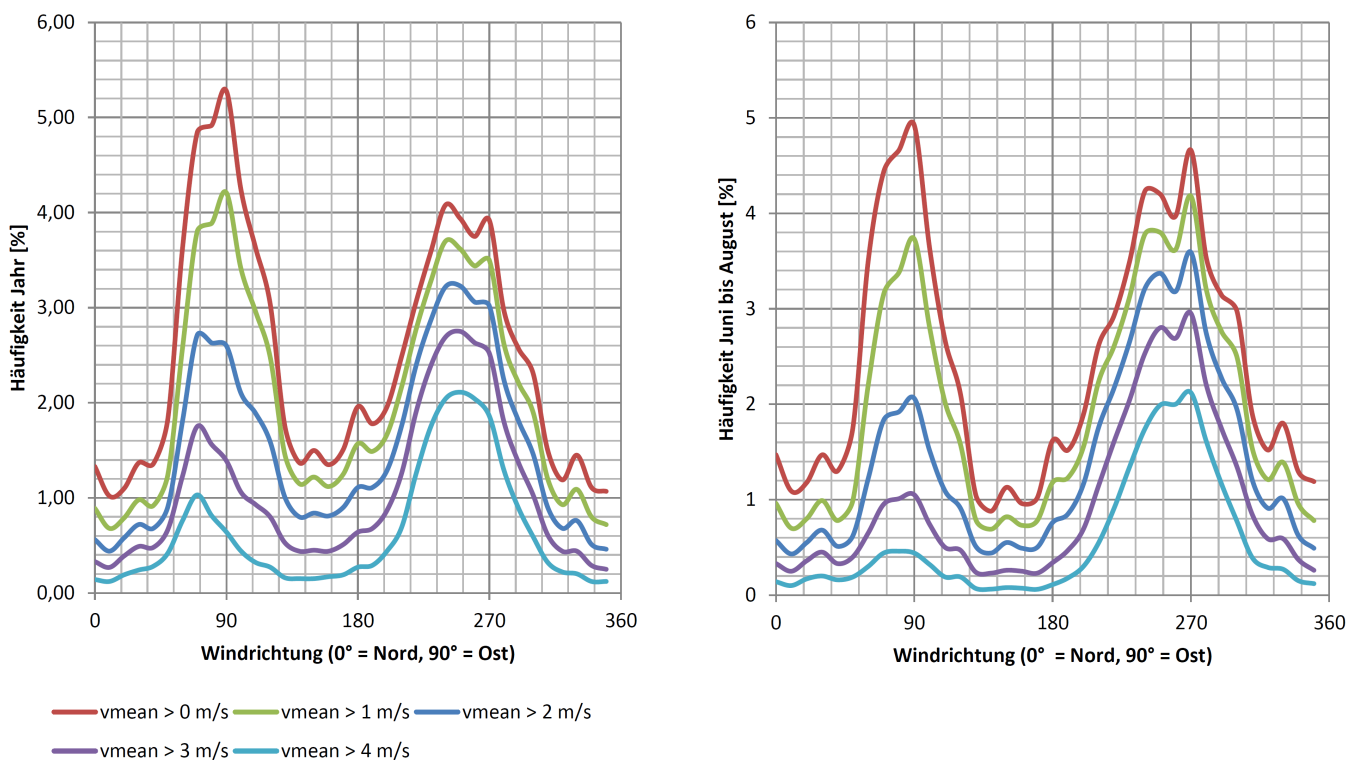 6,00
5,00
4,00
3,00
2,00
1,00
0,00
Häufigkeit Jahr [%]
0 90 180 270 360
Windrichtung (0° = Nord, 90° = Ost)
6
5
4
3
2
1
0
Häufigkeit Juni bis August [%]
0 90 180 270 360
Windrichtung (0° = Nord, 90° = Ost)
vmean > 0 m/s vmean > 1 m/s vmean > 2 m/s
vmean > 3 m/s vmean > 4 m/s